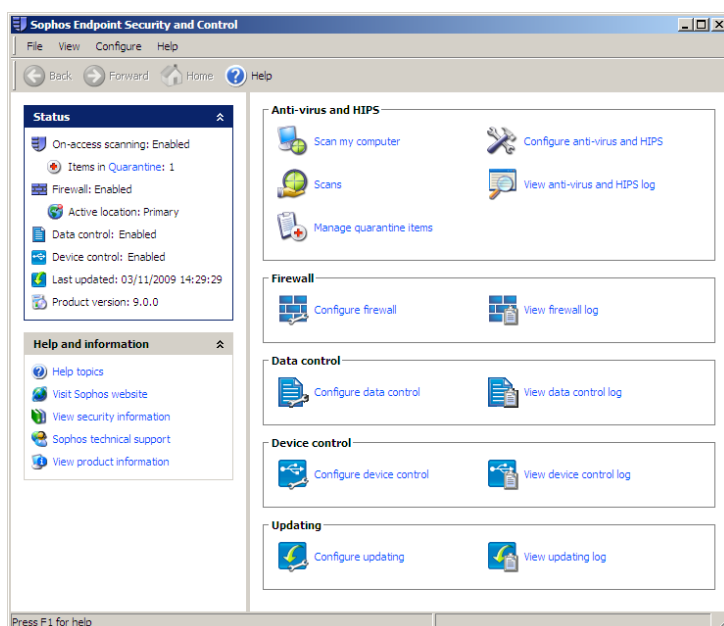 Sophos Endpoint Security and Control
File View Configure Help
Back Forward Home Help
Status
On-access scanning: Enabled
Items in Quarantine: 1
Firewall: Enabled
Active location: Primary
Data control: Enabled
Device control: Enabled
Last updated: 03/11/2009 14:29:29
Product version: 9.0.0
Help and information
Help topics
Visit Sophos website
View security information
Sophos technical support
View product information
Anti-virus and HIPS
Scan my computer Configure anti-virus and HIPS
Scans View anti-virus and HIPS log
Manage quarantine items
Firewall
Configure firewall View firewall log
Data control
Configure data control View data control log
Device control
Configure device control View device control log
Updating
Configure updating View updating log
Press F1 for help